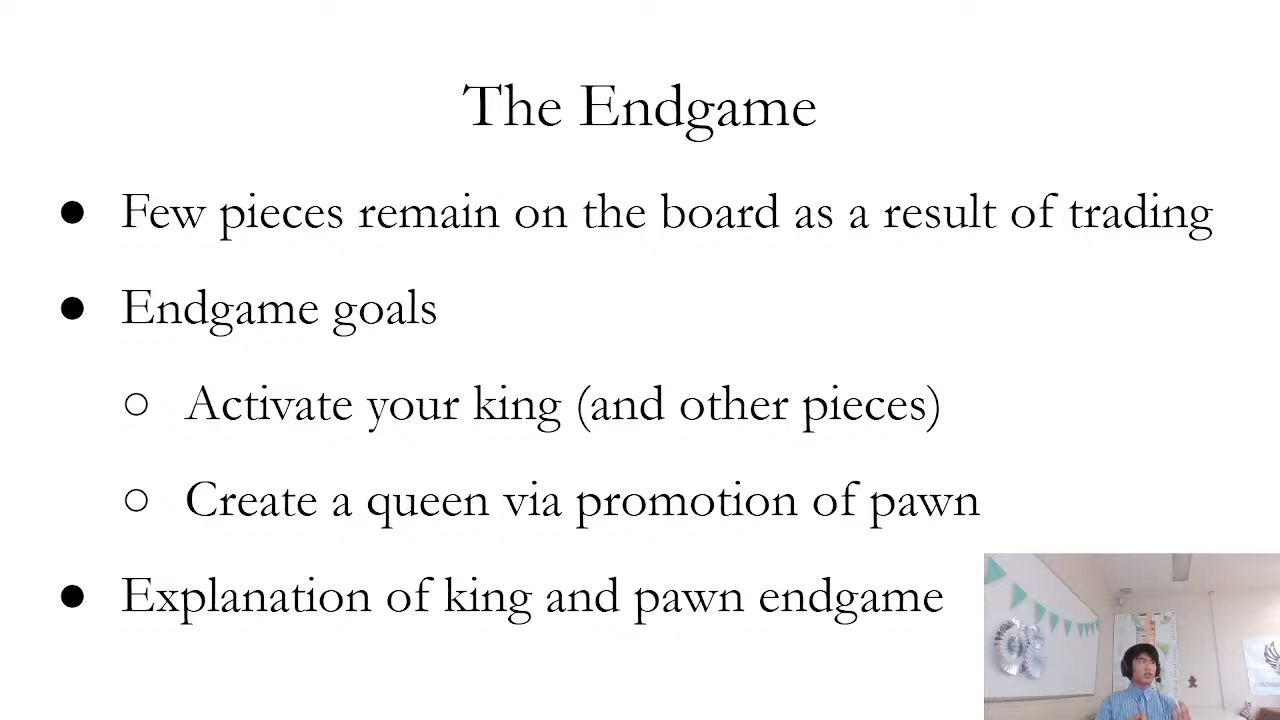 The Endgame
● Few pieces remain on the board as a result of trading
● Endgame goals
○ Activate your king (and other pieces)
○ Create a queen via promotion of pawn
● Explanation of king and pawn endgame